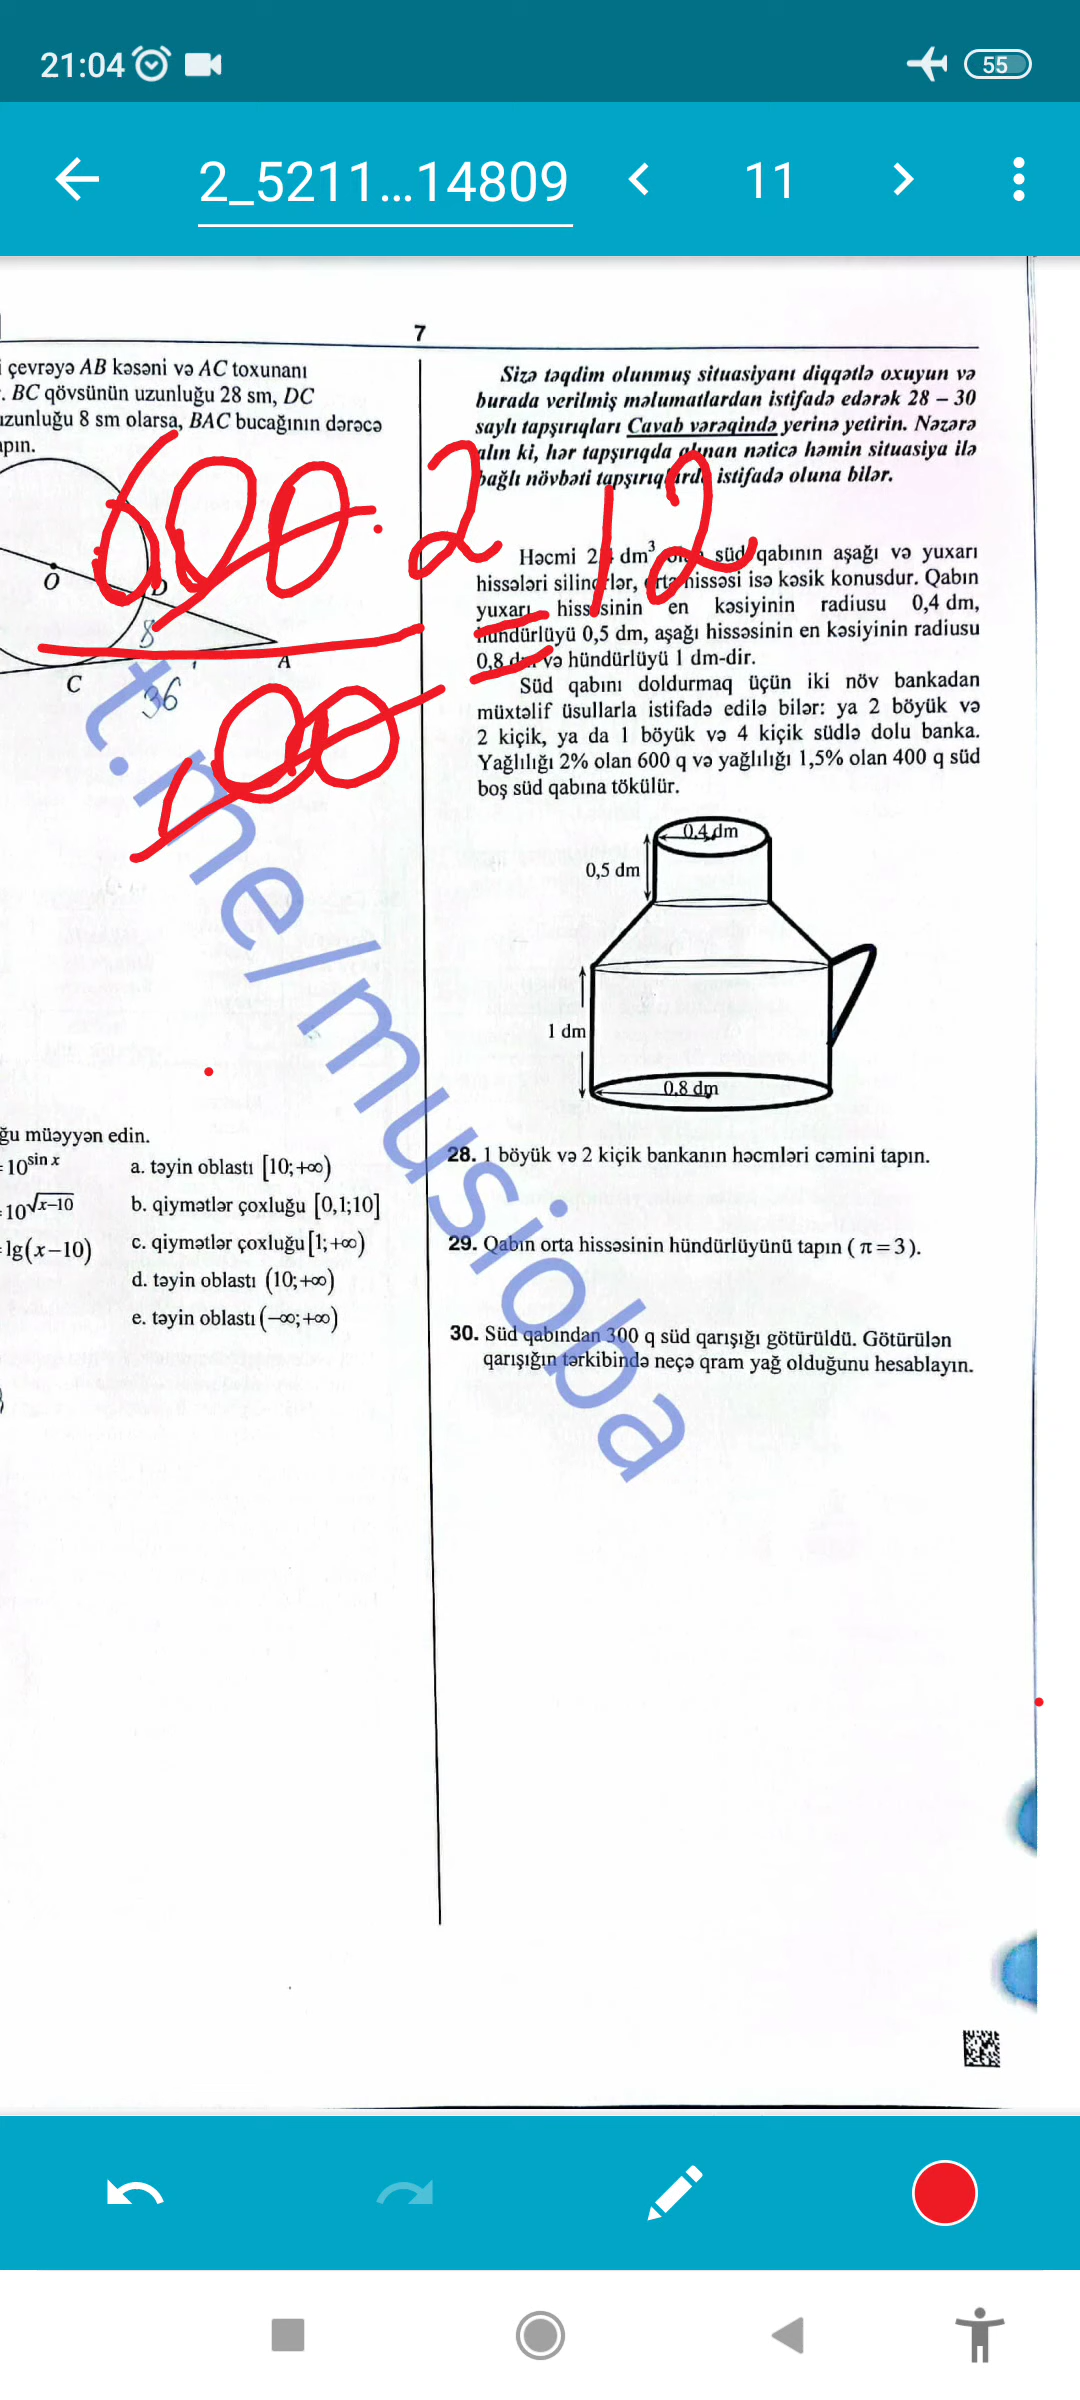 21:04
55
2_5211...14809
11
7
çevrəyə AB kəsəni və AC toxunanı
. BC qövsünün uzunluğu 28 sm, DC
uzunluğu 8 sm olarsa, BAC bucağının dərəcə
apın.
O
D
8
A
C
36
600.2
100
=12
ğu müəyyən edin.
=10^sin x
a. təyin oblastı [10;+∞)
=10^√x–10
b. qiymətlər çoxluğu [0,1;10]
=lg(x–10)
c. qiymətlər çoxluğu [1;+∞)
d. təyin oblastı (10;+∞)
e. təyin oblastı (–∞;+∞)
Sizə təqdim olunmuş situasiyanı diqqətlə oxuyun və
burada verilmiş məlumatlardan istifadə edərək 28 – 30
saylı tapşırıqları Cavab vərəqində yerinə yetirin. Nəzərə
alın ki, hər tapşırıqda alınan nəticə həmin situasiya ilə
bağlı növbəti tapşırıqlarda istifadə oluna bilər.
Həcmi dm³ olan süd qabının aşağı və yuxarı
hissələri silindrlər, orta hissəsi isə kəsik konusdur. Qabın
yuxarı hissəsinin en kəsiyinin radiusu 0,4 dm,
hündürlüyü 0,5 dm, aşağı hissəsinin en kəsiyinin radiusu
0,8 dm və hündürlüyü 1 dm-dir.
Süd qabını doldurmaq üçün iki növ bankadan
müxtəlif üsullarla istifadə edilə bilər: ya 2 böyük və
2 kiçik, ya da 1 böyük və 4 kiçik südlə dolu banka.
Yağlılığı 2% olan 600 q və yağlılığı 1,5% olan 400 q süd
boş süd qabına tökülür.
0,4 dm
0,5 dm
1 dm
0,8 dm
28. 1 böyük və 2 kiçik bankanın həcmləri cəmini tapın.
29. Qabın orta hissəsinin hündürlüyünü tapın ( π = 3 ).
30. Süd qabından 300 q süd qarışığı götürüldü. Götürülən
qarışığın tərkibində neçə qram yağ olduğunu hesablayın.
t.me/musioba